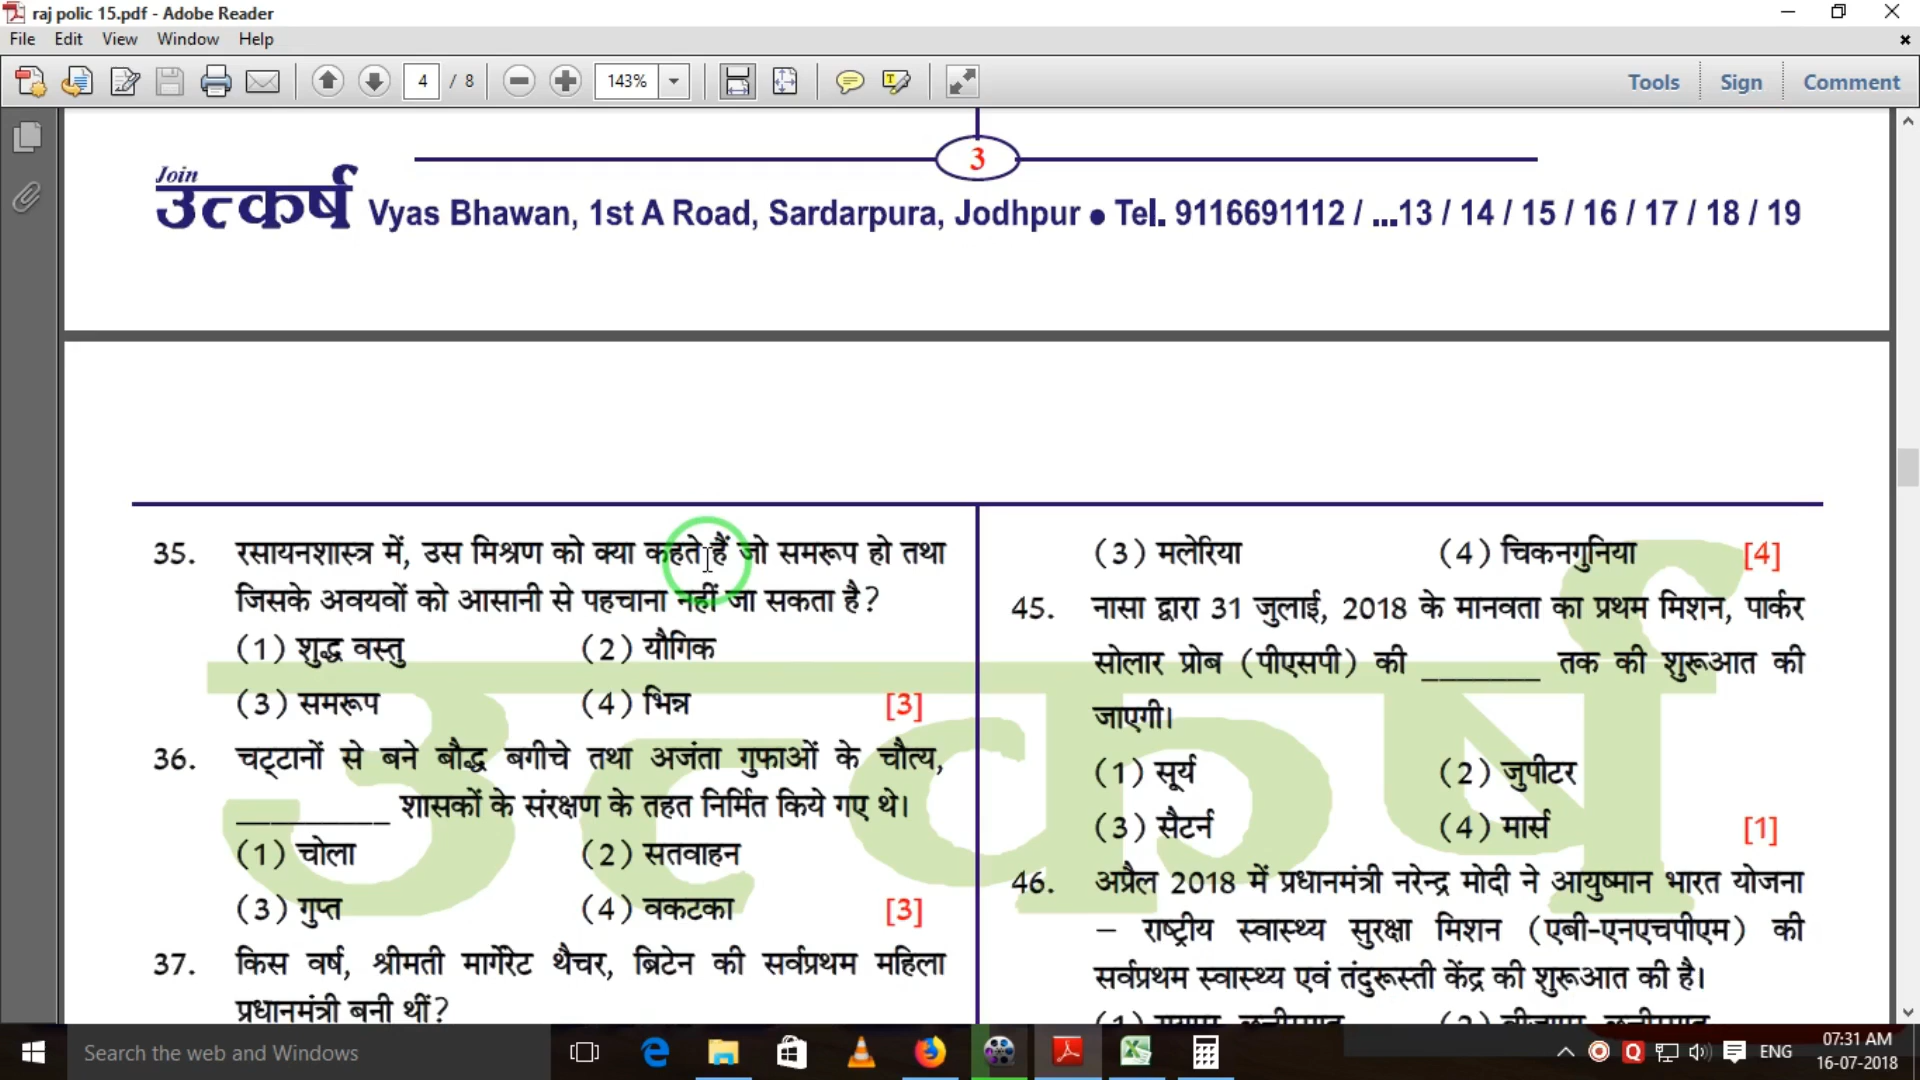 raj polic 15.pdf - Adobe Reader
File Edit View Window Help
4 / 8 143% Tools Sign Comment
3
Join
उत्कर्ष Vyas Bhawan, 1st A Road, Sardarpura, Jodhpur ● Tel. 9116691112 / ...13 / 14 / 15 / 16 / 17 / 18 / 19
35. रसायनशास्त्र में, उस मिश्रण को क्या कहते हैं जो समरूप हो तथा
जिसके अवयवों को आसानी से पहचाना नहीं जा सकता है?
(1) शुद्ध वस्तु (2) यौगिक
(3) समरूप (4) भिन्न [3]
36. चट्टानों से बने बौद्ध बगीचे तथा अजंता गुफाओं के चौत्य,
_________ शासकों के संरक्षण के तहत निर्मित किये गए थे।
(1) चोला (2) सतवाहन
(3) गुप्त (4) वकटका [3]
37. किस वर्ष, श्रीमती मार्गरेट थैचर, ब्रिटेन की सर्वप्रथम महिला
प्रधानमंत्री बनी थीं?
(3) मलेरिया (4) चिकनगुनिया [4]
45. नासा द्वारा 31 जुलाई, 2018 के मानवता का प्रथम मिशन, पार्कर
सोलार प्रोब (पीएसपी) की _______ तक की शुरूआत की
जाएगी।
(1) सूर्य (2) जुपीटर
(3) सैटर्न (4) मार्स [1]
46. अप्रैल 2018 में प्रधानमंत्री नरेन्द्र मोदी ने आयुष्मान भारत योजना
– राष्ट्रीय स्वास्थ्य सुरक्षा मिशन (एबी-एनएचपीएम) की
सर्वप्रथम स्वास्थ्य एवं तंदुरूस्ती केंद्र की शुरूआत की है।
उत्कर्ष
Search the web and Windows
ENG
07:31 AM
16-07-2018